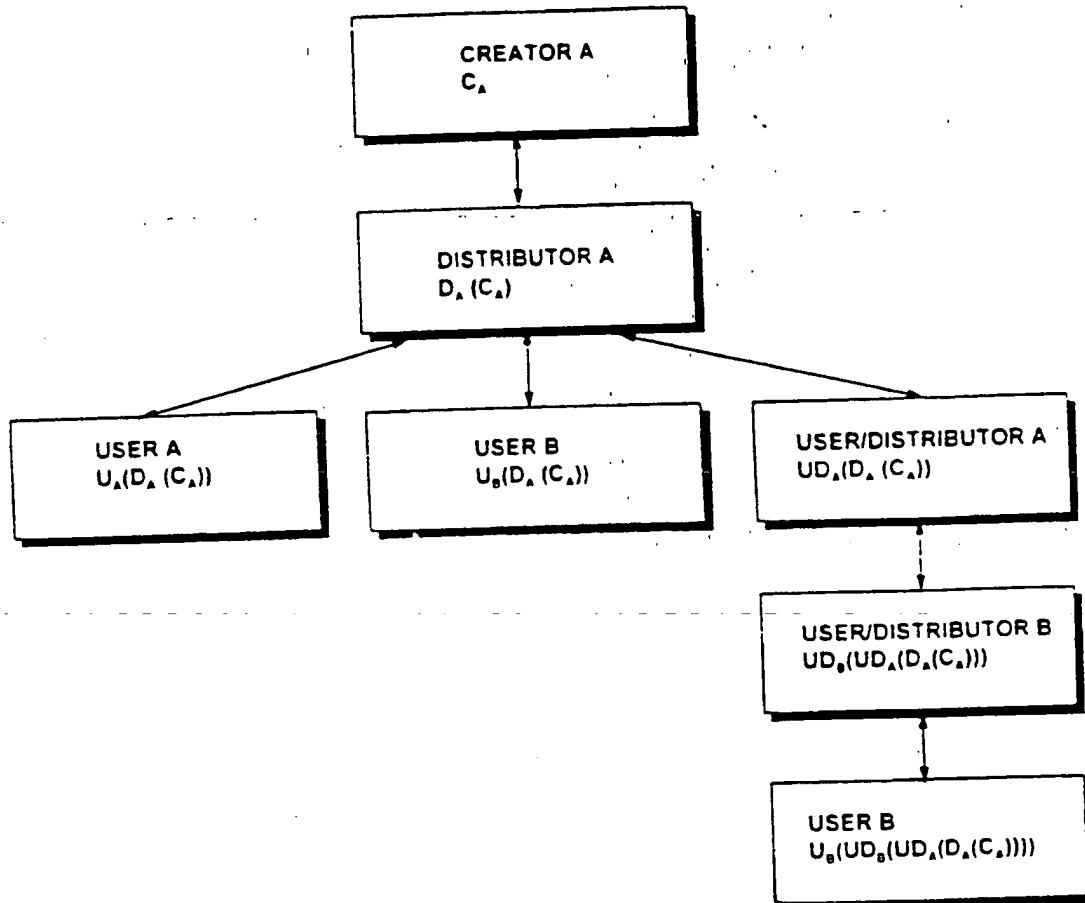 CREATOR A
C_A
DISTRIBUTOR A
D_A (C_A)
USER A
U_A(D_A (C_A))
USER B
U_B(D_A (C_A))
USER/DISTRIBUTOR A
UD_A(D_A (C_A))
USER/DISTRIBUTOR B
UD_B(UD_A(D_A(C_A)))
USER B
U_B(UD_B(UD_A(D_A(C_A))))